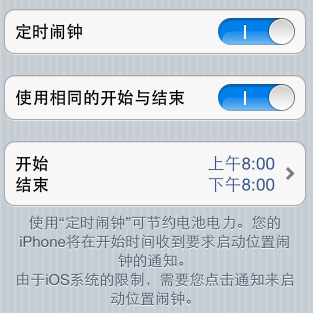 定时闹钟
使用相同的开始与结束
开始 上午8:00
结束 下午8:00
使用“定时闹钟”可节约电池电力。您的
iPhone将在开始时间收到要求启动位置闹
钟的通知。
由于iOS系统的限制，需要您点击通知来启
动位置闹钟。